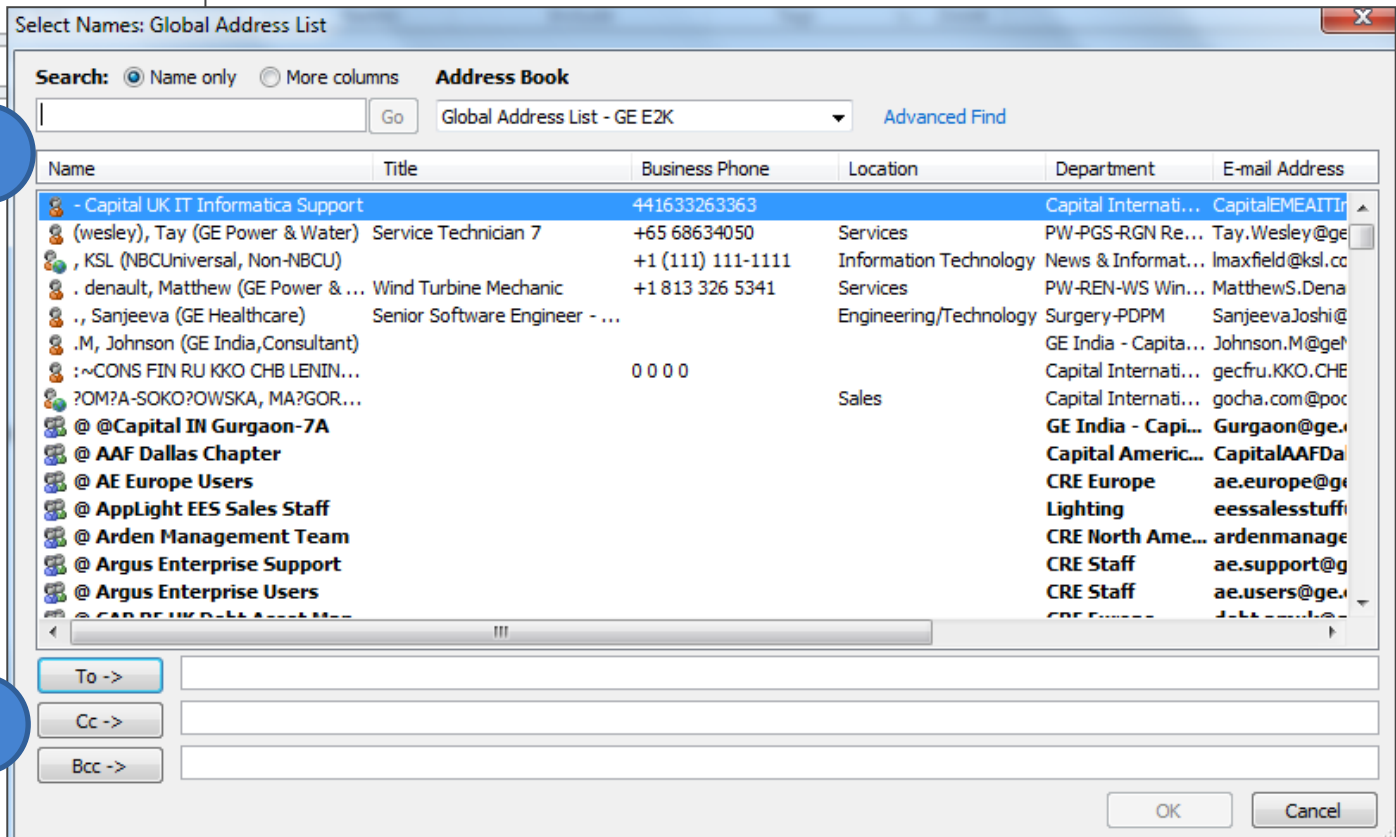 Select Names: Global Address List
Search: Name only More columns Address Book
Go Global Address List - GE E2K Advanced Find
Name Title Business Phone Location Department E-mail Address
- Capital UK IT Informatica Support 441633263363 Capital Internati... CapitalEMEAITIr
(wesley), Tay (GE Power & Water) Service Technician 7 +65 68634050 Services PW-PGS-RGN Re... Tay.Wesley@ge
, KSL (NBCUniversal, Non-NBCU) +1 (111) 111-1111 Information Technology News & Informat... lmaxfield@ksl.co
. denault, Matthew (GE Power & ... Wind Turbine Mechanic +1 813 326 5341 Services PW-REN-WS Win... MatthewS.Dena
., Sanjeeva (GE Healthcare) Senior Software Engineer - ... Engineering/Technology Surgery-PDPM SanjeevaJoshi@
.M, Johnson (GE India,Consultant) GE India - Capita... Johnson.M@ge
:~CONS FIN RU KKO CHB LENIN... 0 0 0 0 Capital Internati... gecfru.KKO.CHB
?OM?A-SOKO?OWSKA, MA?GOR... Sales Capital Internati... gocha.com@poc
@ @Capital IN Gurgaon-7A GE India - Capi... Gurgaon@ge.
@ AAF Dallas Chapter Capital Americ... CapitalAAFDal
@ AE Europe Users CRE Europe ae.europe@ge
@ AppLight EES Sales Staff Lighting eessalesstuff
@ Arden Management Team CRE North Ame... ardenmanage
@ Argus Enterprise Support CRE Staff ae.support@g
@ Argus Enterprise Users CRE Staff ae.users@ge.
To ->
Cc ->
Bcc ->
OK Cancel